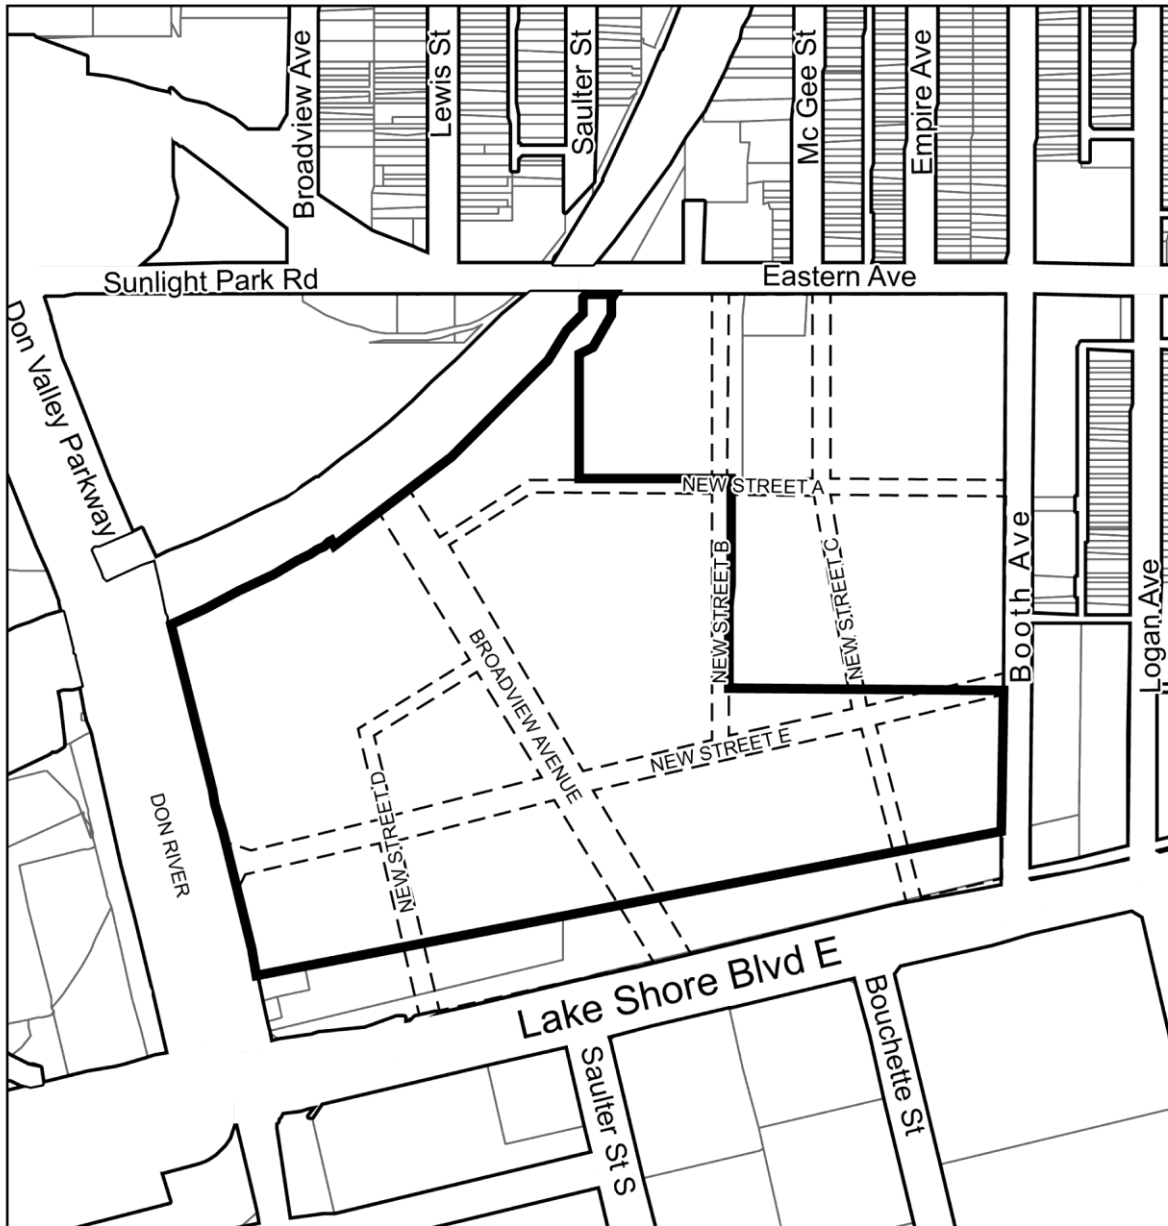 Broadview Ave
Lewis St
Saulter St
Mc Gee St
Empire Ave
Sunlight Park Rd
Eastern Ave
Don Valley Parkway
NEW STREET A
NEW STREET B
NEW STREET C
Booth Ave
Logan Ave
BROADVIEW AVENUE
NEW STREET E
NEW STREET D
DON RIVER
Lake Shore Blvd E
Bouchette St
Saulter St S